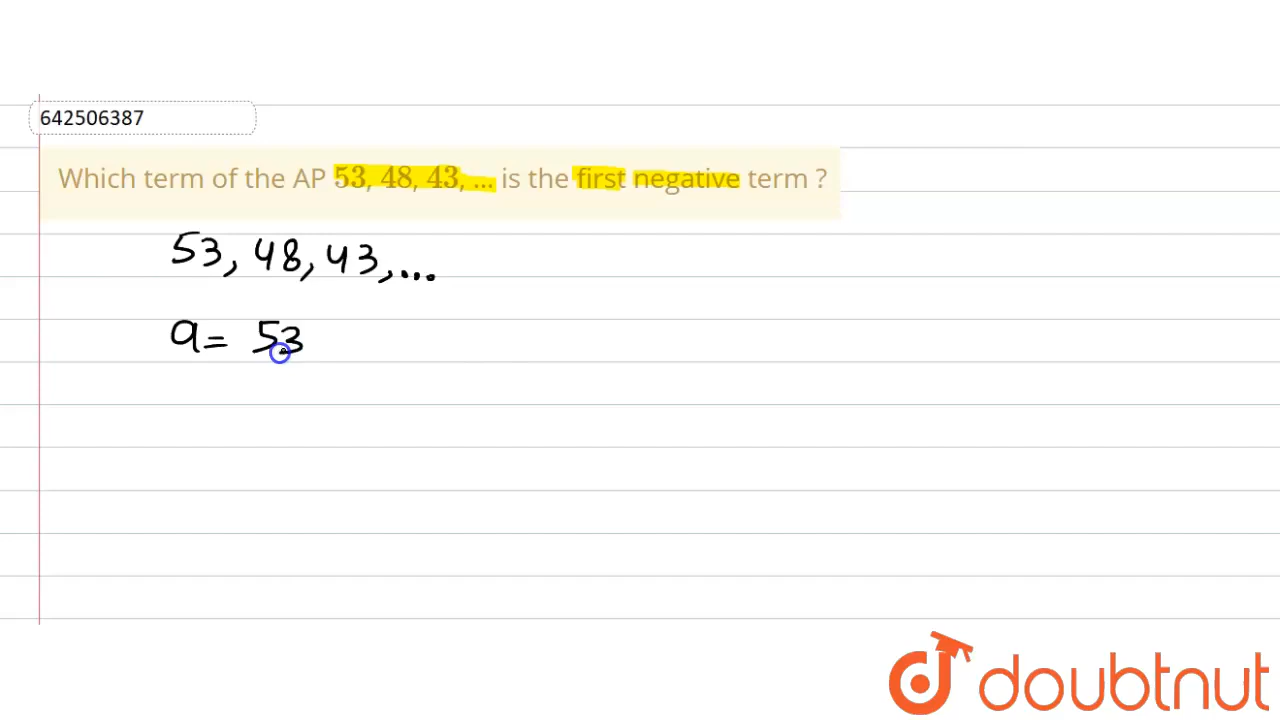 642506387
Which term of the AP 53, 48, 43, ... is the first negative term ?
53, 48, 43, ...
a = 53
doubtnut